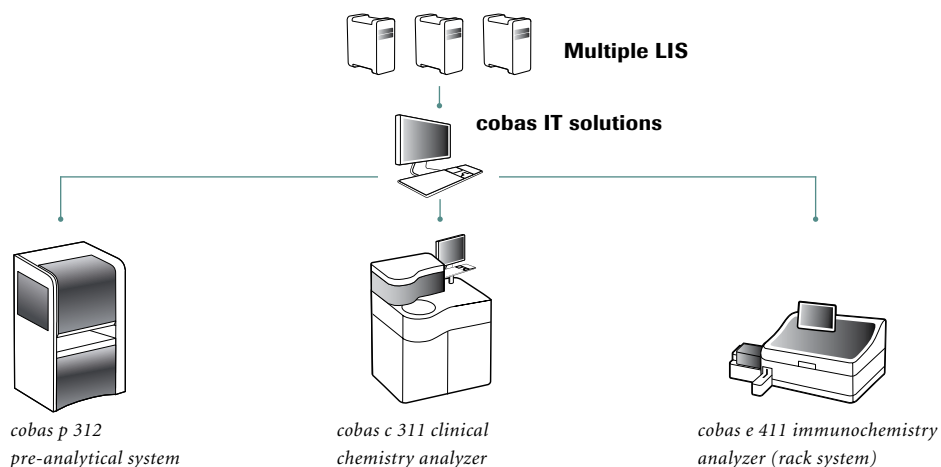 Multiple LIS
cobas IT solutions
cobas p 312
pre-analytical system
cobas c 311 clinical
chemistry analyzer
cobas e 411 immunochemistry
analyzer (rack system)